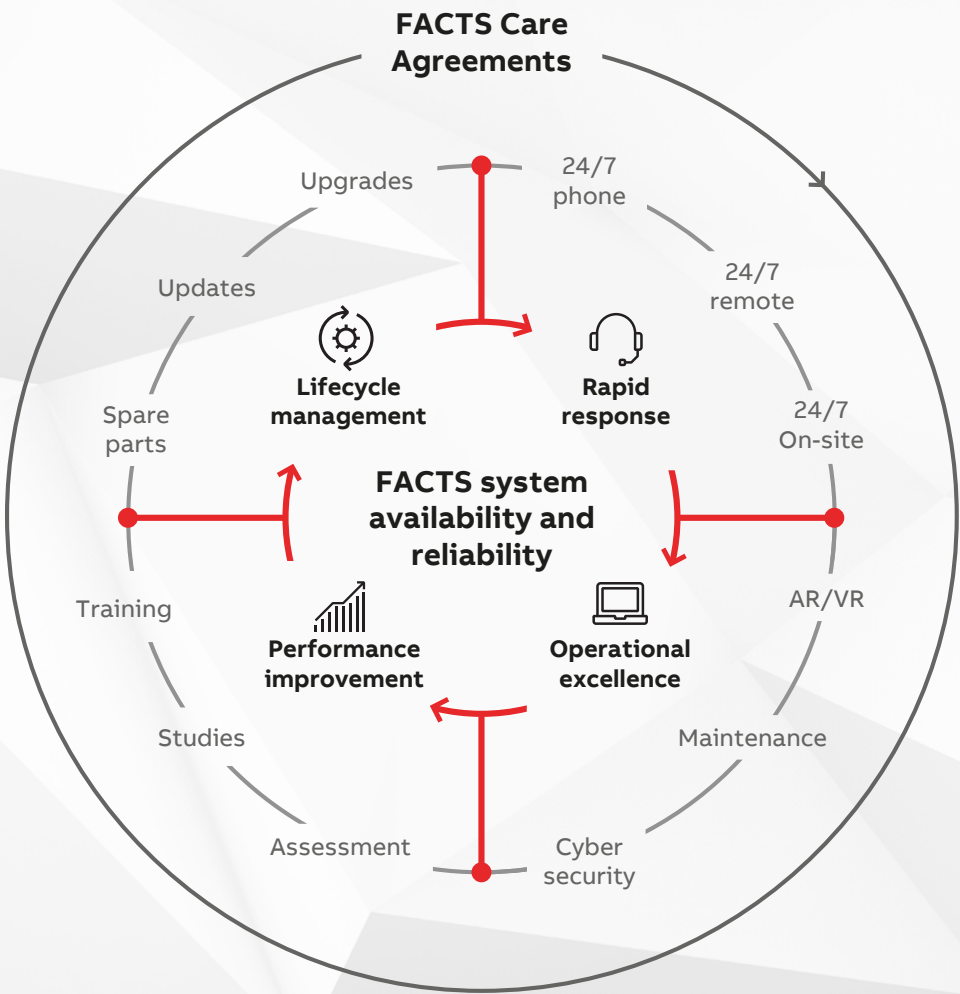 FACTS Care
Agreements
Upgrades
24/7
phone
Updates
24/7
remote
Lifecycle
management
Rapid
response
Spare
parts
24/7
On-site
FACTS system
availability and
reliability
Training
AR/VR
Performance
improvement
Operational
excellence
Studies
Maintenance
Assessment
Cyber
security